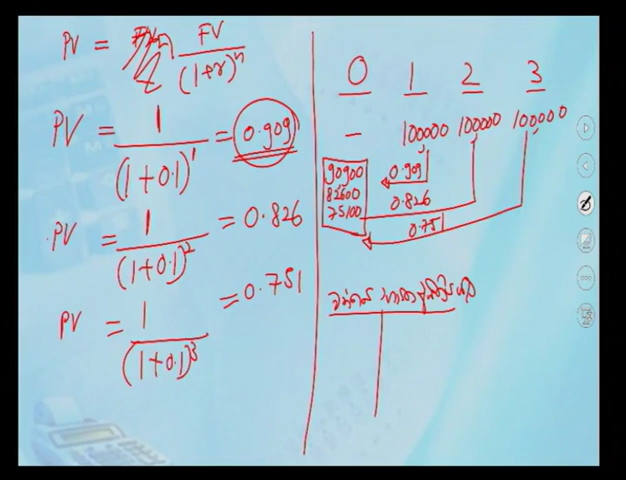 PV = FV / (1+r)^n
PV = 1 / (1+0.1)^1 = 0.909
PV = 1 / (1+0.1)^2 = 0.826
PV = 1 / (1+0.1)^3 = 0.751
0 1 2 3
– 100000 100000 100000
90900 0.909
82600 0.826
75100 0.751